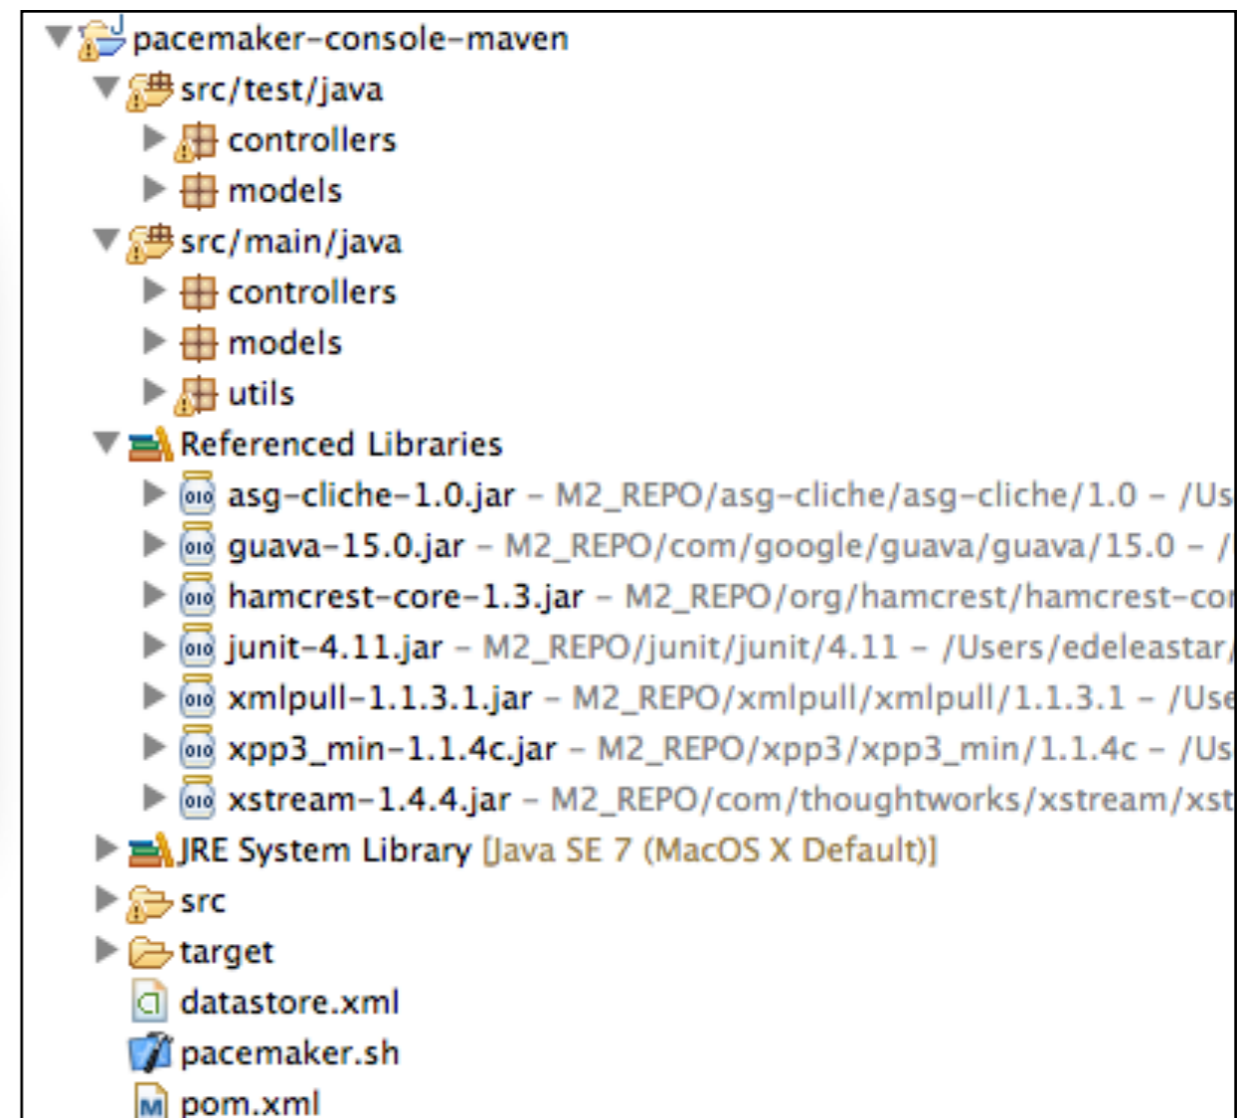 pacemaker-console-maven
src/test/java
controllers
models
src/main/java
controllers
models
utils
Referenced Libraries
asg-cliche-1.0.jar - M2_REPO/asg-cliche/asg-cliche/1.0 - /Us
guava-15.0.jar - M2_REPO/com/google/guava/guava/15.0 - /
hamcrest-core-1.3.jar - M2_REPO/org/hamcrest/hamcrest-cor
junit-4.11.jar - M2_REPO/junit/junit/4.11 - /Users/edeleastar/
xmlpull-1.1.3.1.jar - M2_REPO/xmlpull/xmlpull/1.1.3.1 - /Use
xpp3_min-1.1.4c.jar - M2_REPO/xpp3/xpp3_min/1.1.4c - /Us
xstream-1.4.4.jar - M2_REPO/com/thoughtworks/xstream/xst
JRE System Library [Java SE 7 (MacOS X Default)]
src
target
datastore.xml
pacemaker.sh
pom.xml